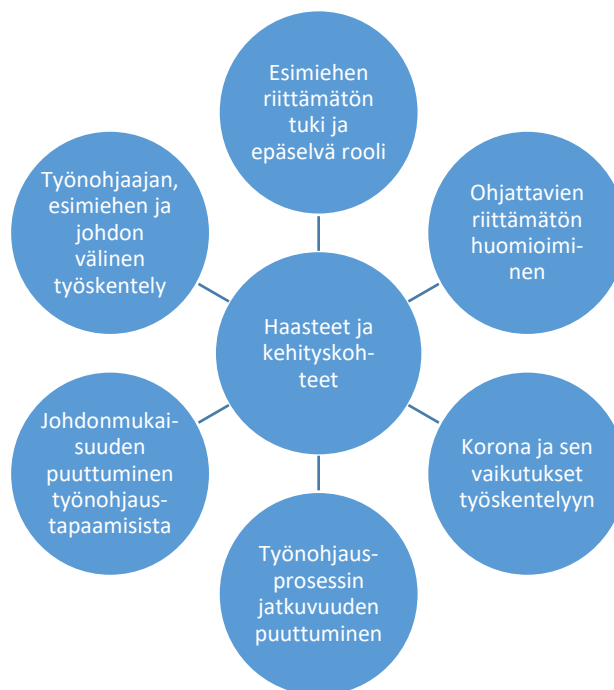 Esimiehen
riittämätön
tuki ja
epäselvä rooli
Työnohjaajan,
esimiehen ja
johdon
välinen
työskentely
Ohjattavien
riittämätön
huomioimi-
nen
Haasteet ja
kehityskoh-
teet
Johdonmukai-
suuden
puuttuminen
työnohjaus-
tapaamisista
Korona ja sen
vaikutukset
työskentelyyn
Työnohjaus-
prosessin
jatkuvuuden
puuttuminen